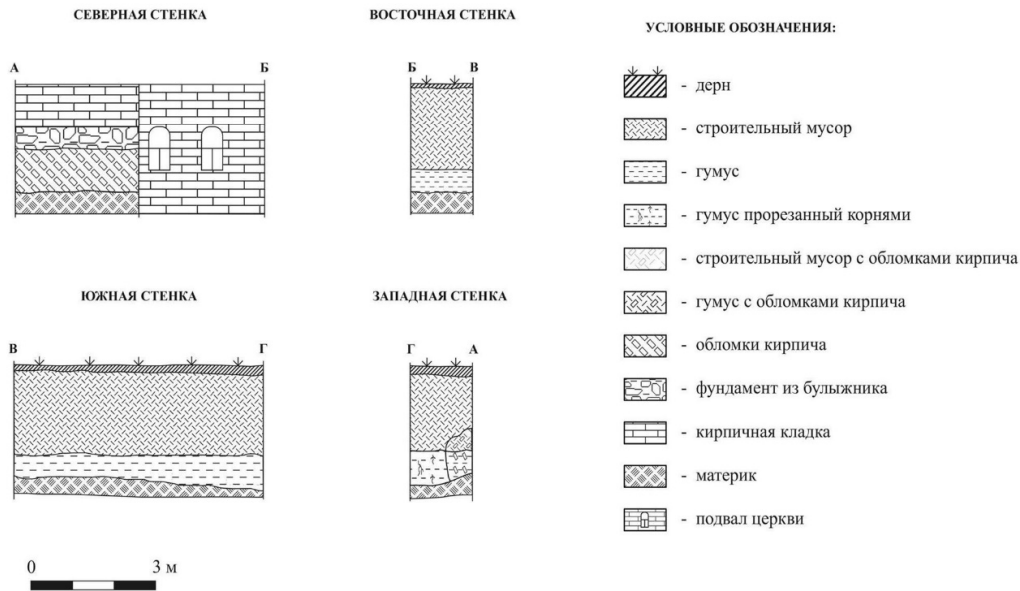 СЕВЕРНАЯ СТЕНКА
А Б
ВОСТОЧНАЯ СТЕНКА
Б В
ЮЖНАЯ СТЕНКА
В Г
ЗАПАДНАЯ СТЕНКА
Г А
0 3 м
УСЛОВНЫЕ ОБОЗНАЧЕНИЯ:
- дерн
- строительный мусор
- гумус
- гумус прорезанный корнями
- строительный мусор с обломками кирпича
- гумус с обломками кирпича
- обломки кирпича
- фундамент из булыжника
- кирпичная кладка
- материк
- подвал церкви